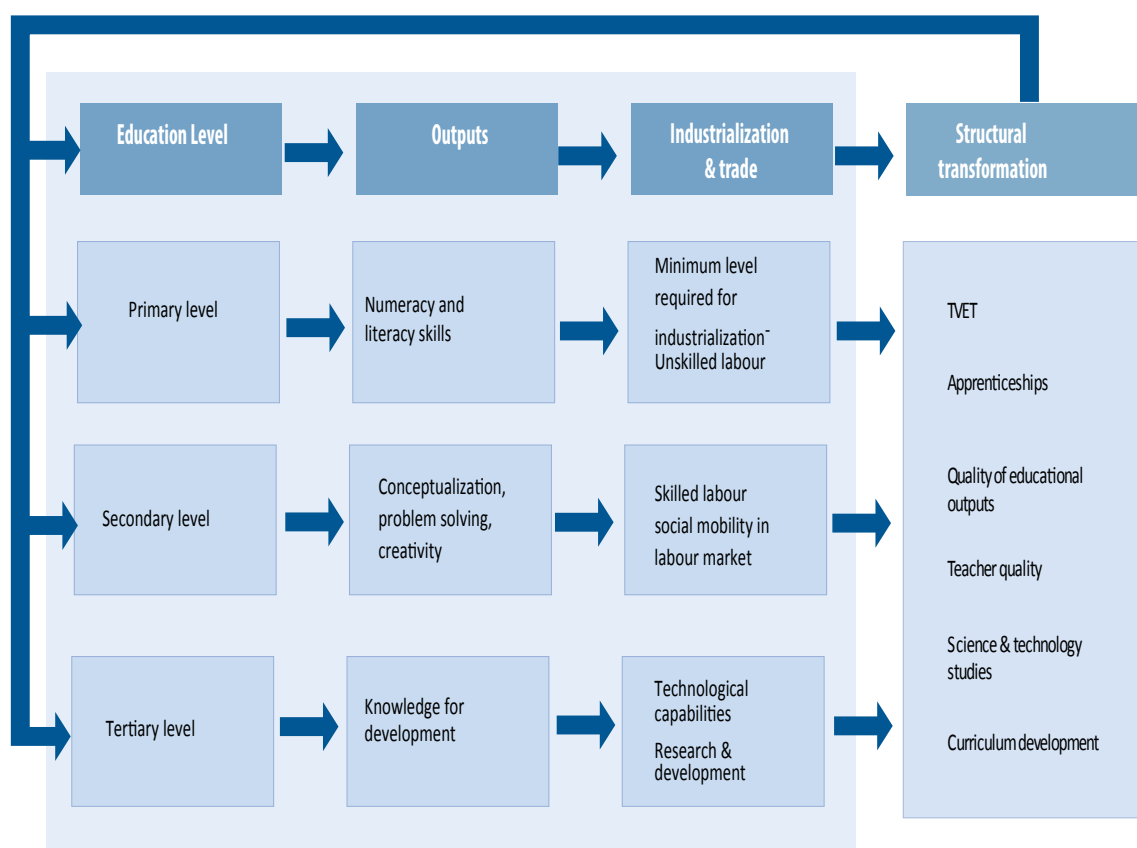 Education Level
Outputs
Industrialization
& trade
Structural
transformation
Primary level
Numeracy and
literacy skills
Minimum level
required for
industrialization-
Unskilled labour
Secondary level
Conceptualization,
problem solving,
creativity
Skilled labour
social mobility in
labour market
Tertiary level
Knowledge for
development
Technological
capabilities
Research &
development
TVET
Apprenticeships
Quality of educational
outputs
Teacher quality
Science & technology
studies
Curriculum development